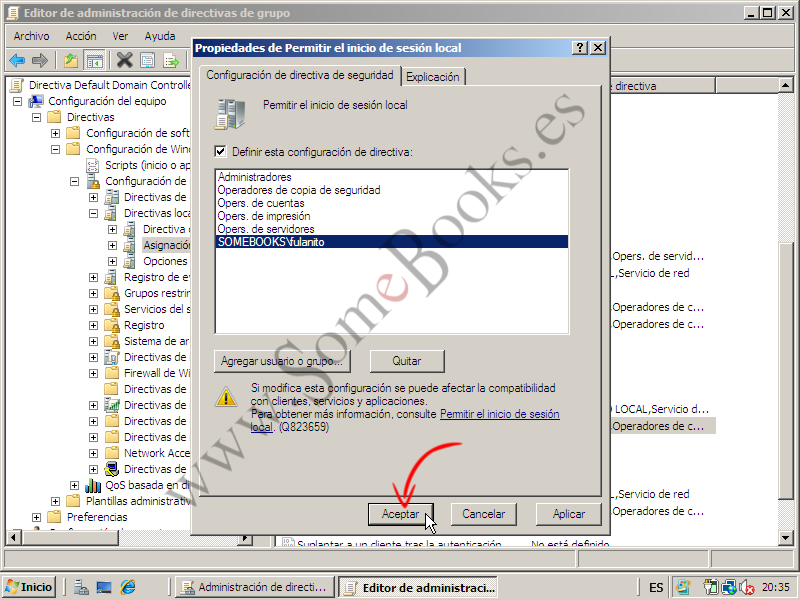 Editor de administración de directivas de grupo
Archivo Acción Ver Ayuda
Directiva Default Domain Controlle
Configuración del equipo
Directivas
Configuración de soft
Configuración de Wind
Scripts (inicio o ap
Configuración de
Directivas de
Directivas loca
Directiva
Asignación
Opciones
Registro de ev
Grupos restrin
Servicios del s
Registro
Sistema de ar
Directivas de
Firewall de Wi
Directivas de
Directivas de
Directivas de
Directivas de
Network Acce
Directivas de
QoS basada en di
Plantillas administrativ
Preferencias
Propiedades de Permitir el inicio de sesión local
Configuración de directiva de seguridad
Explicación
Permitir el inicio de sesión local
Definir esta configuración de directiva:
Administradores
Operadores de copia de seguridad
Opers. de cuentas
Opers. de impresión
Opers. de servidores
SOMEBOOKS\fulanito
Agregar usuario o grupo...
Quitar
Si modifica esta configuración se puede afectar la compatibilidad
con clientes, servicios y aplicaciones.
Para obtener más información, consulte Permitir el inicio de sesión
local. (Q823659)
Aceptar
Cancelar
Aplicar
e directiva
Opers. de servid...
.,Servicio de red
Operadores de c...
Operadores de c...
LOCAL,Servicio d...
Operadores de c...
.,Servicio de red
Operadores de c...
Suplantar a un cliente tras la autenticación
No está definido
www.SomeBooks.es
Inicio
Administración de directi...
Editor de administraci...
ES
20:35